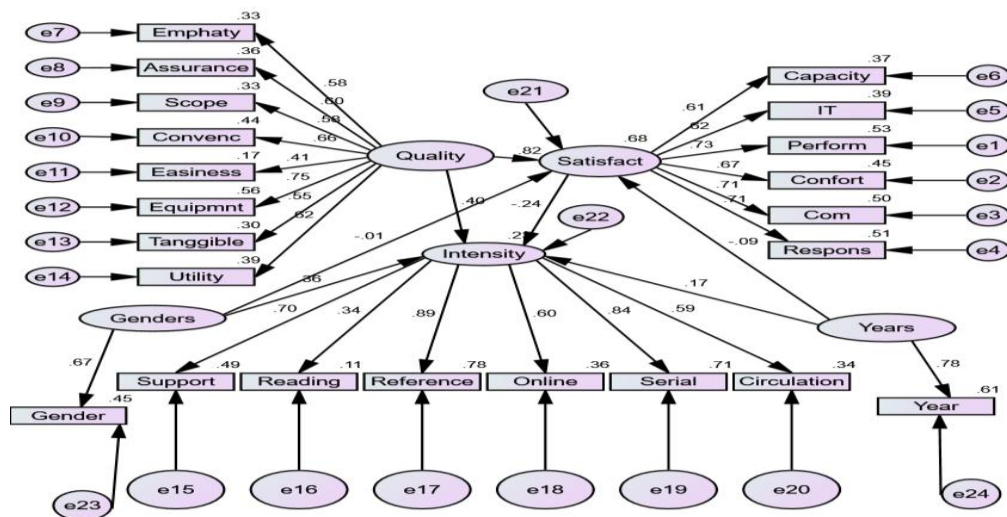 .33
e7
Emphaty
.36
e8
Assurance
.58
.33
e9
Scope
.60
.44
e10
Convenc
.58
.66
.17
e11
Easiness
.41
.56
e12
Equipmnt
.75
.55
.30
e13
Tanggible
.62
.39
e14
Utility
Quality
.82
.68
Satisfact
e21
.37
Capacity
e6
.61
.39
IT
e5
.62
.53
Perform
e1
.73
.45
Confort
e2
.67
.50
Com
e3
.71
.51
Respons
e4
.71
.40
-.24
e22
-.01
Intensity
-.09
.36
.17
Genders
Years
.70
.34
.89
.60
.84
.59
.67
.78
Support
.49
Reading
.11
Reference
.78
Online
.36
Serial
.71
Circulation
.34
Gender
.45
Year
.61
e23
e15
e16
e17
e18
e19
e20
e24